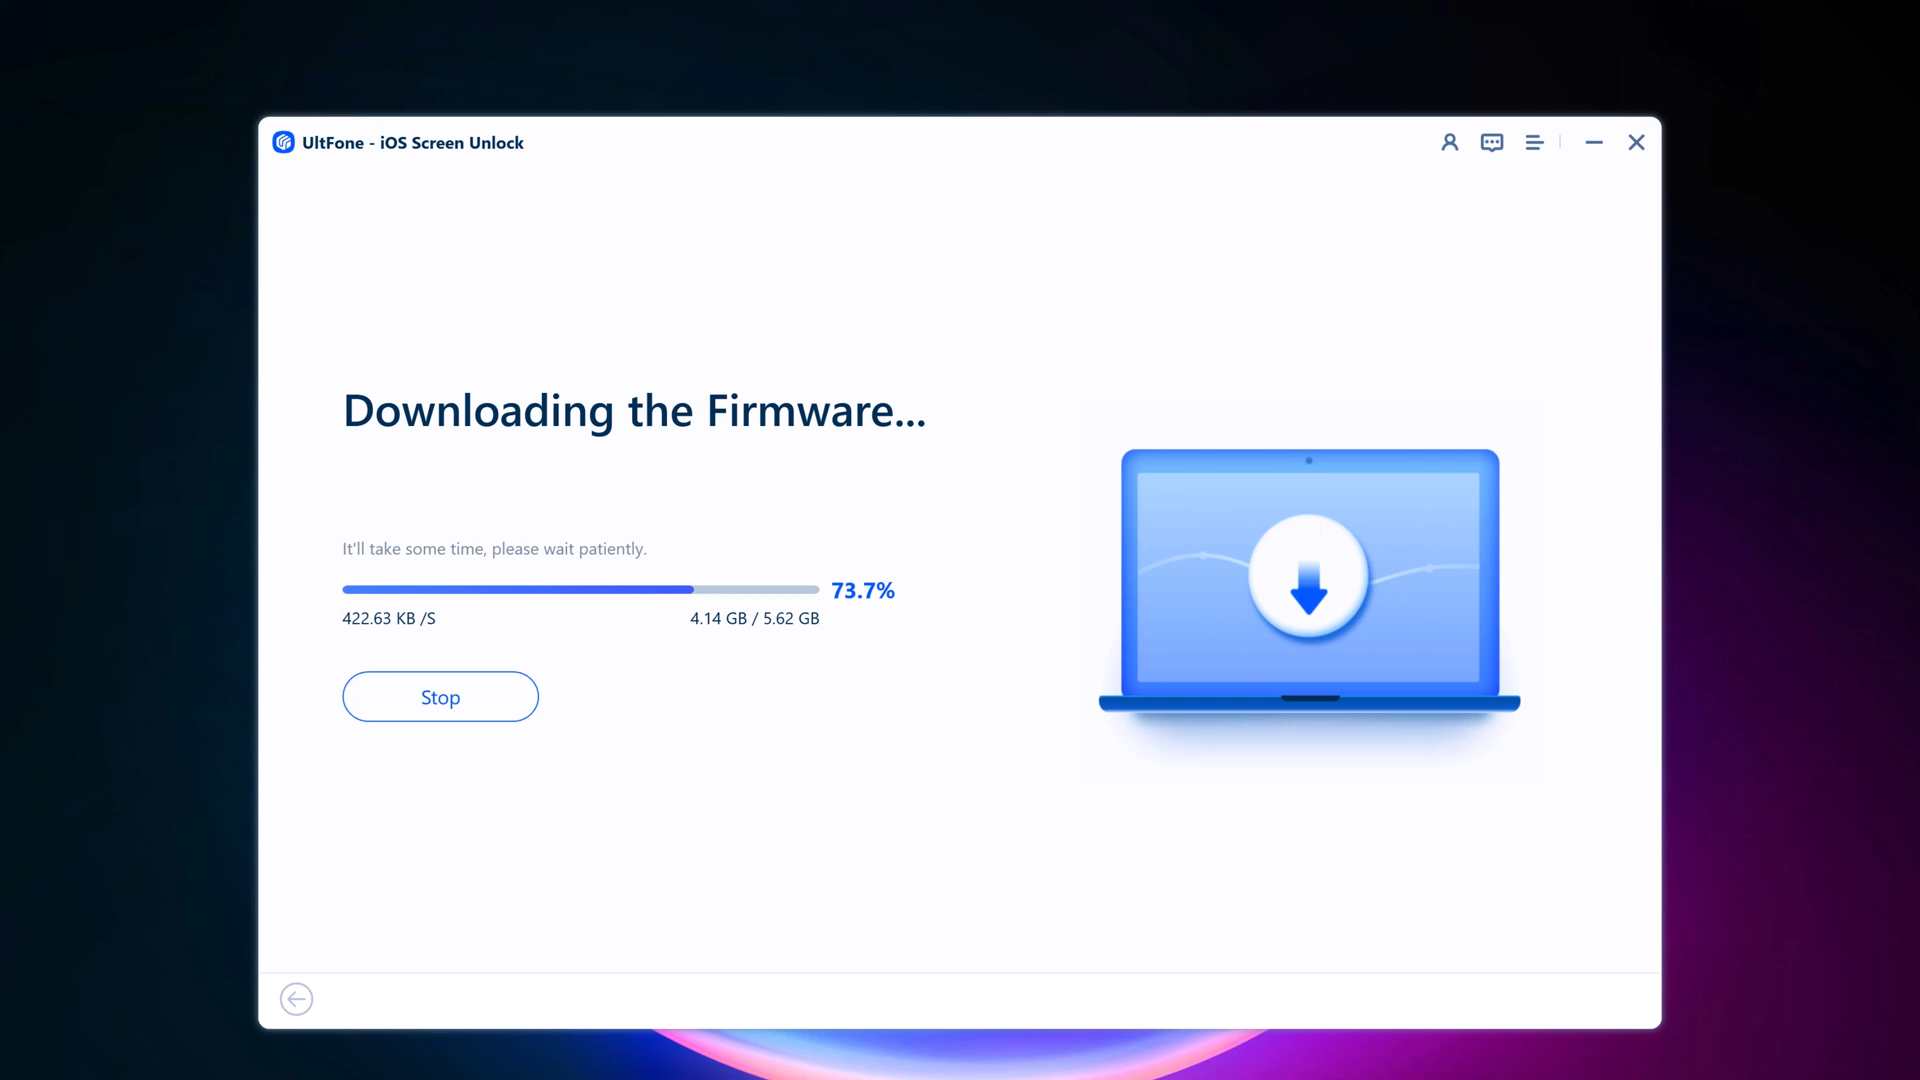 UltFone - iOS Screen Unlock
Downloading the Firmware...
It'll take some time, please wait patiently.
73.7%
422.63 KB /S
4.14 GB / 5.62 GB
Stop